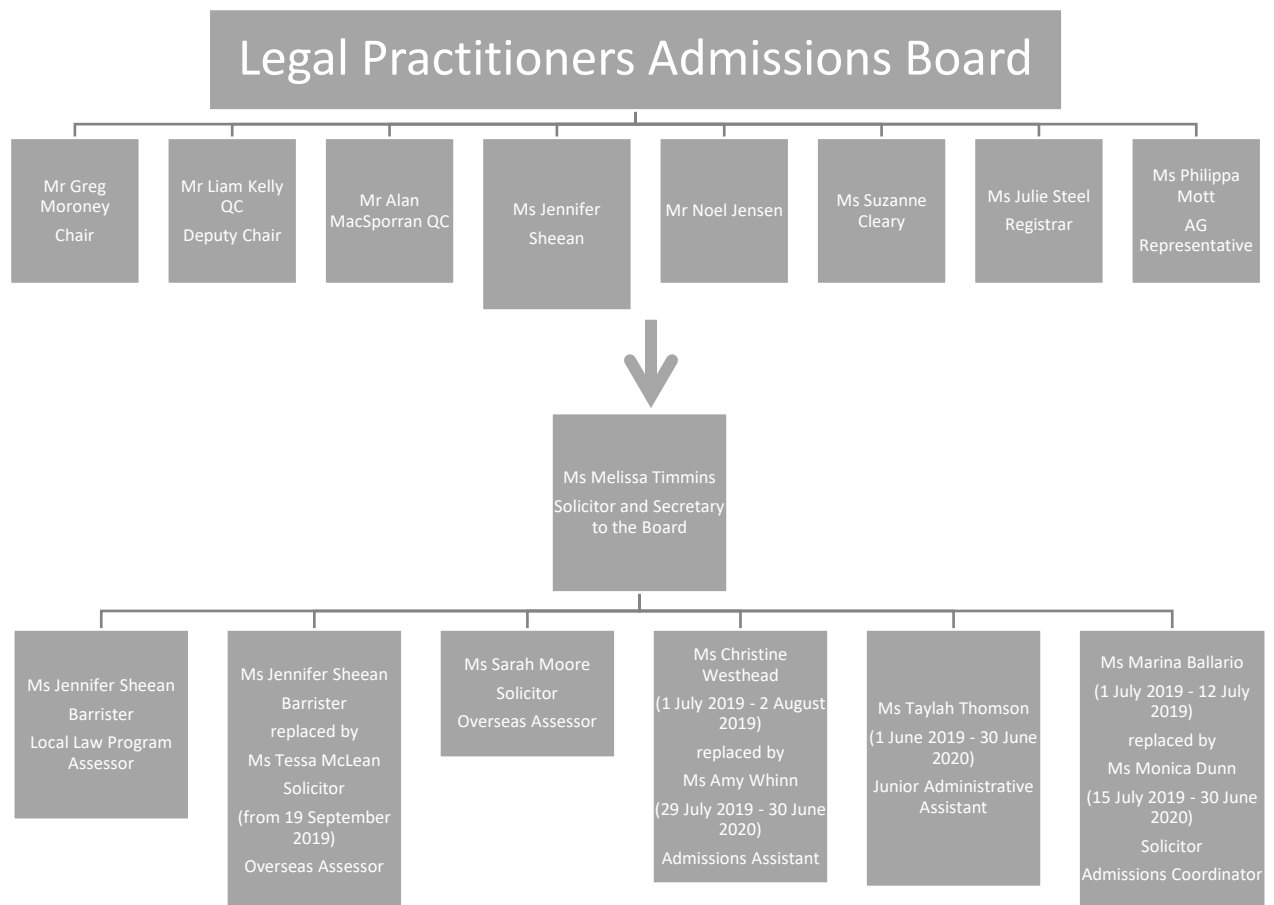 Legal Practitioners Admissions Board
Mr Greg
Moroney
Chair
Mr Liam Kelly
QC
Deputy Chair
Mr Alan
MacSporran QC
Ms Jennifer
Sheean
Mr Noel Jensen
Ms Suzanne
Cleary
Ms Julie Steel
Registrar
Ms Philippa
Mott
AG
Representative
Ms Melissa Timmins
Solicitor and Secretary
to the Board
Ms Jennifer Sheean
Barrister
Local Law Program
Assessor
Ms Jennifer Sheean
Barrister
replaced by
Ms Tessa McLean
Solicitor
(from 19 September
2019)
Overseas Assessor
Ms Sarah Moore
Solicitor
Overseas Assessor
Ms Christine
Westhead
(1 July 2019 - 2 August
2019)
replaced by
Ms Amy Whinn
(29 July 2019 - 30 June
2020)
Admissions Assistant
Ms Taylah Thomson
(1 June 2019 - 30 June
2020)
Junior Administrative
Assistant
Ms Marina Ballario
(1 July 2019 - 12 July
2019)
replaced by
Ms Monica Dunn
(15 July 2019 - 30 June
2020)
Solicitor
Admissions Coordinator